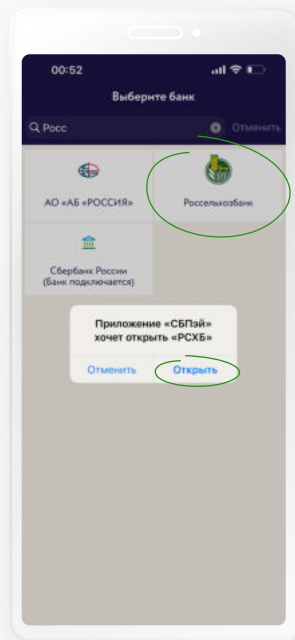 00:52
Выберите банк
Росс
Отменить
АО «АБ «РОССИЯ»
Россельхозбанк
Сбербанк России
(Банк подключается)
Приложение «СБПэй»
хочет открыть «РСХБ»
Отменить
Открыть